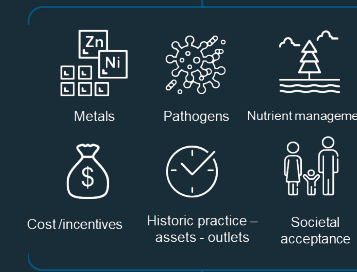 Zn
Ni
Metals
Pathogens
Nutrient manageme
$
Cost/incentives
Historic practice –
assets - outlets
Societal
acceptance